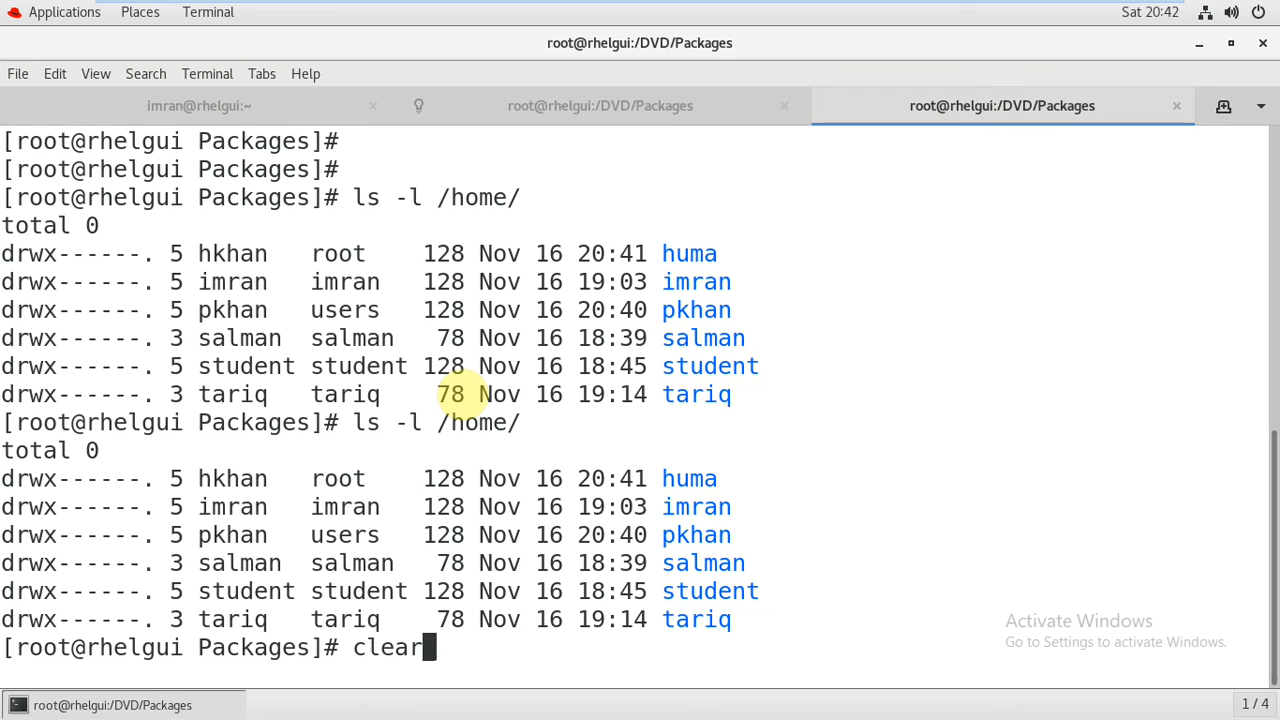 Applications Places Terminal Sat 20:42
root@rhelgui:/DVD/Packages
File Edit View Search Terminal Tabs Help
imran@rhelgui:~ root@rhelgui:/DVD/Packages root@rhelgui:/DVD/Packages
[root@rhelgui Packages]#
[root@rhelgui Packages]#
[root@rhelgui Packages]# ls -l /home/
total 0
drwx------. 5 hkhan root 128 Nov 16 20:41 huma
drwx------. 5 imran imran 128 Nov 16 19:03 imran
drwx------. 5 pkhan users 128 Nov 16 20:40 pkhan
drwx------. 3 salman salman 78 Nov 16 18:39 salman
drwx------. 5 student student 128 Nov 16 18:45 student
drwx------. 3 tariq tariq 78 Nov 16 19:14 tariq
[root@rhelgui Packages]# ls -l /home/
total 0
drwx------. 5 hkhan root 128 Nov 16 20:41 huma
drwx------. 5 imran imran 128 Nov 16 19:03 imran
drwx------. 5 pkhan users 128 Nov 16 20:40 pkhan
drwx------. 3 salman salman 78 Nov 16 18:39 salman
drwx------. 5 student student 128 Nov 16 18:45 student
drwx------. 3 tariq tariq 78 Nov 16 19:14 tariq
[root@rhelgui Packages]# clear
Activate Windows
Go to Settings to activate Windows.
root@rhelgui:/DVD/Packages 1 / 4